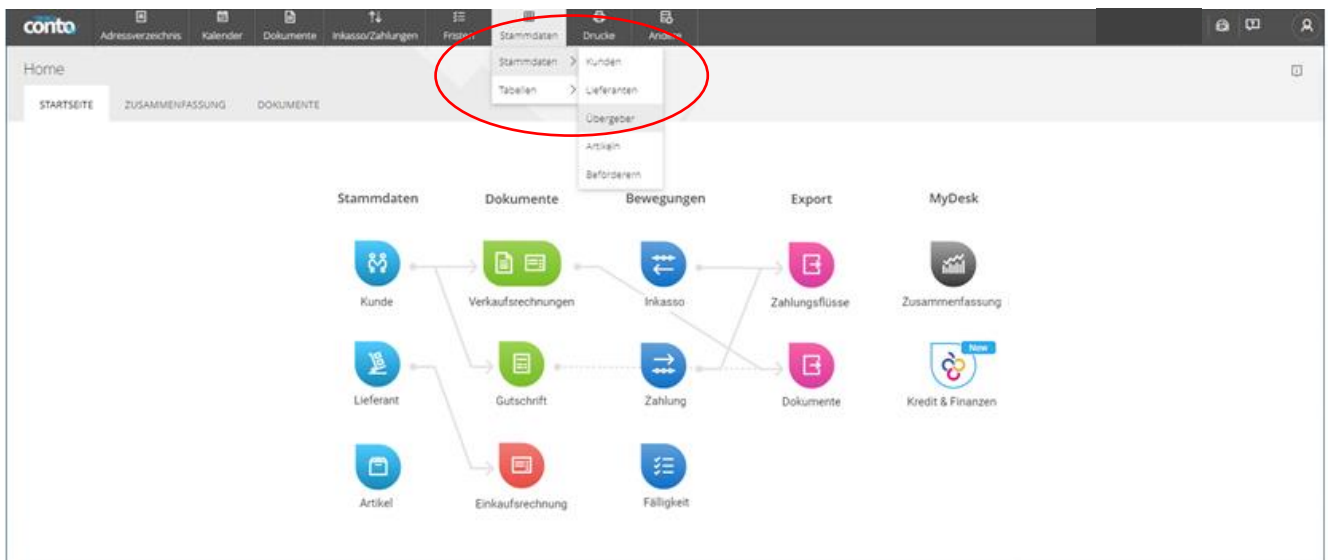 conto
Adressverzeichnis Kalender Dokumente Inkasso/Zahlungen Fristen Stammdaten Drucke Andere
Home
Stammdaten > Kunden
Tabellen > Lieferanten
Übergeber
Artikeln
Beförderern
STARTSEITE ZUSAMMENFASSUNG DOKUMENTE
Stammdaten Dokumente Bewegungen Export MyDesk
Kunde Verkaufsrechnungen Inkasso Zahlungsflüsse Zusammenfassung
New
Lieferant Gutschrift Zahlung Dokumente Kredit & Finanzen
Artikel Einkaufsrechnung Fälligkeit